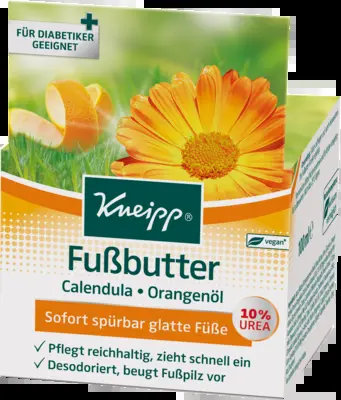 FÜR DIABETIKER
GEEIGNET
Kneipp®
vegan*
Fußbutter
Calendula • Orangenöl
Sofort spürbar glatte Füße
10%
UREA
✓ Pflegt reichhaltig, zieht schnell ein
✓ Desodoriert, beugt Fußpilz vor